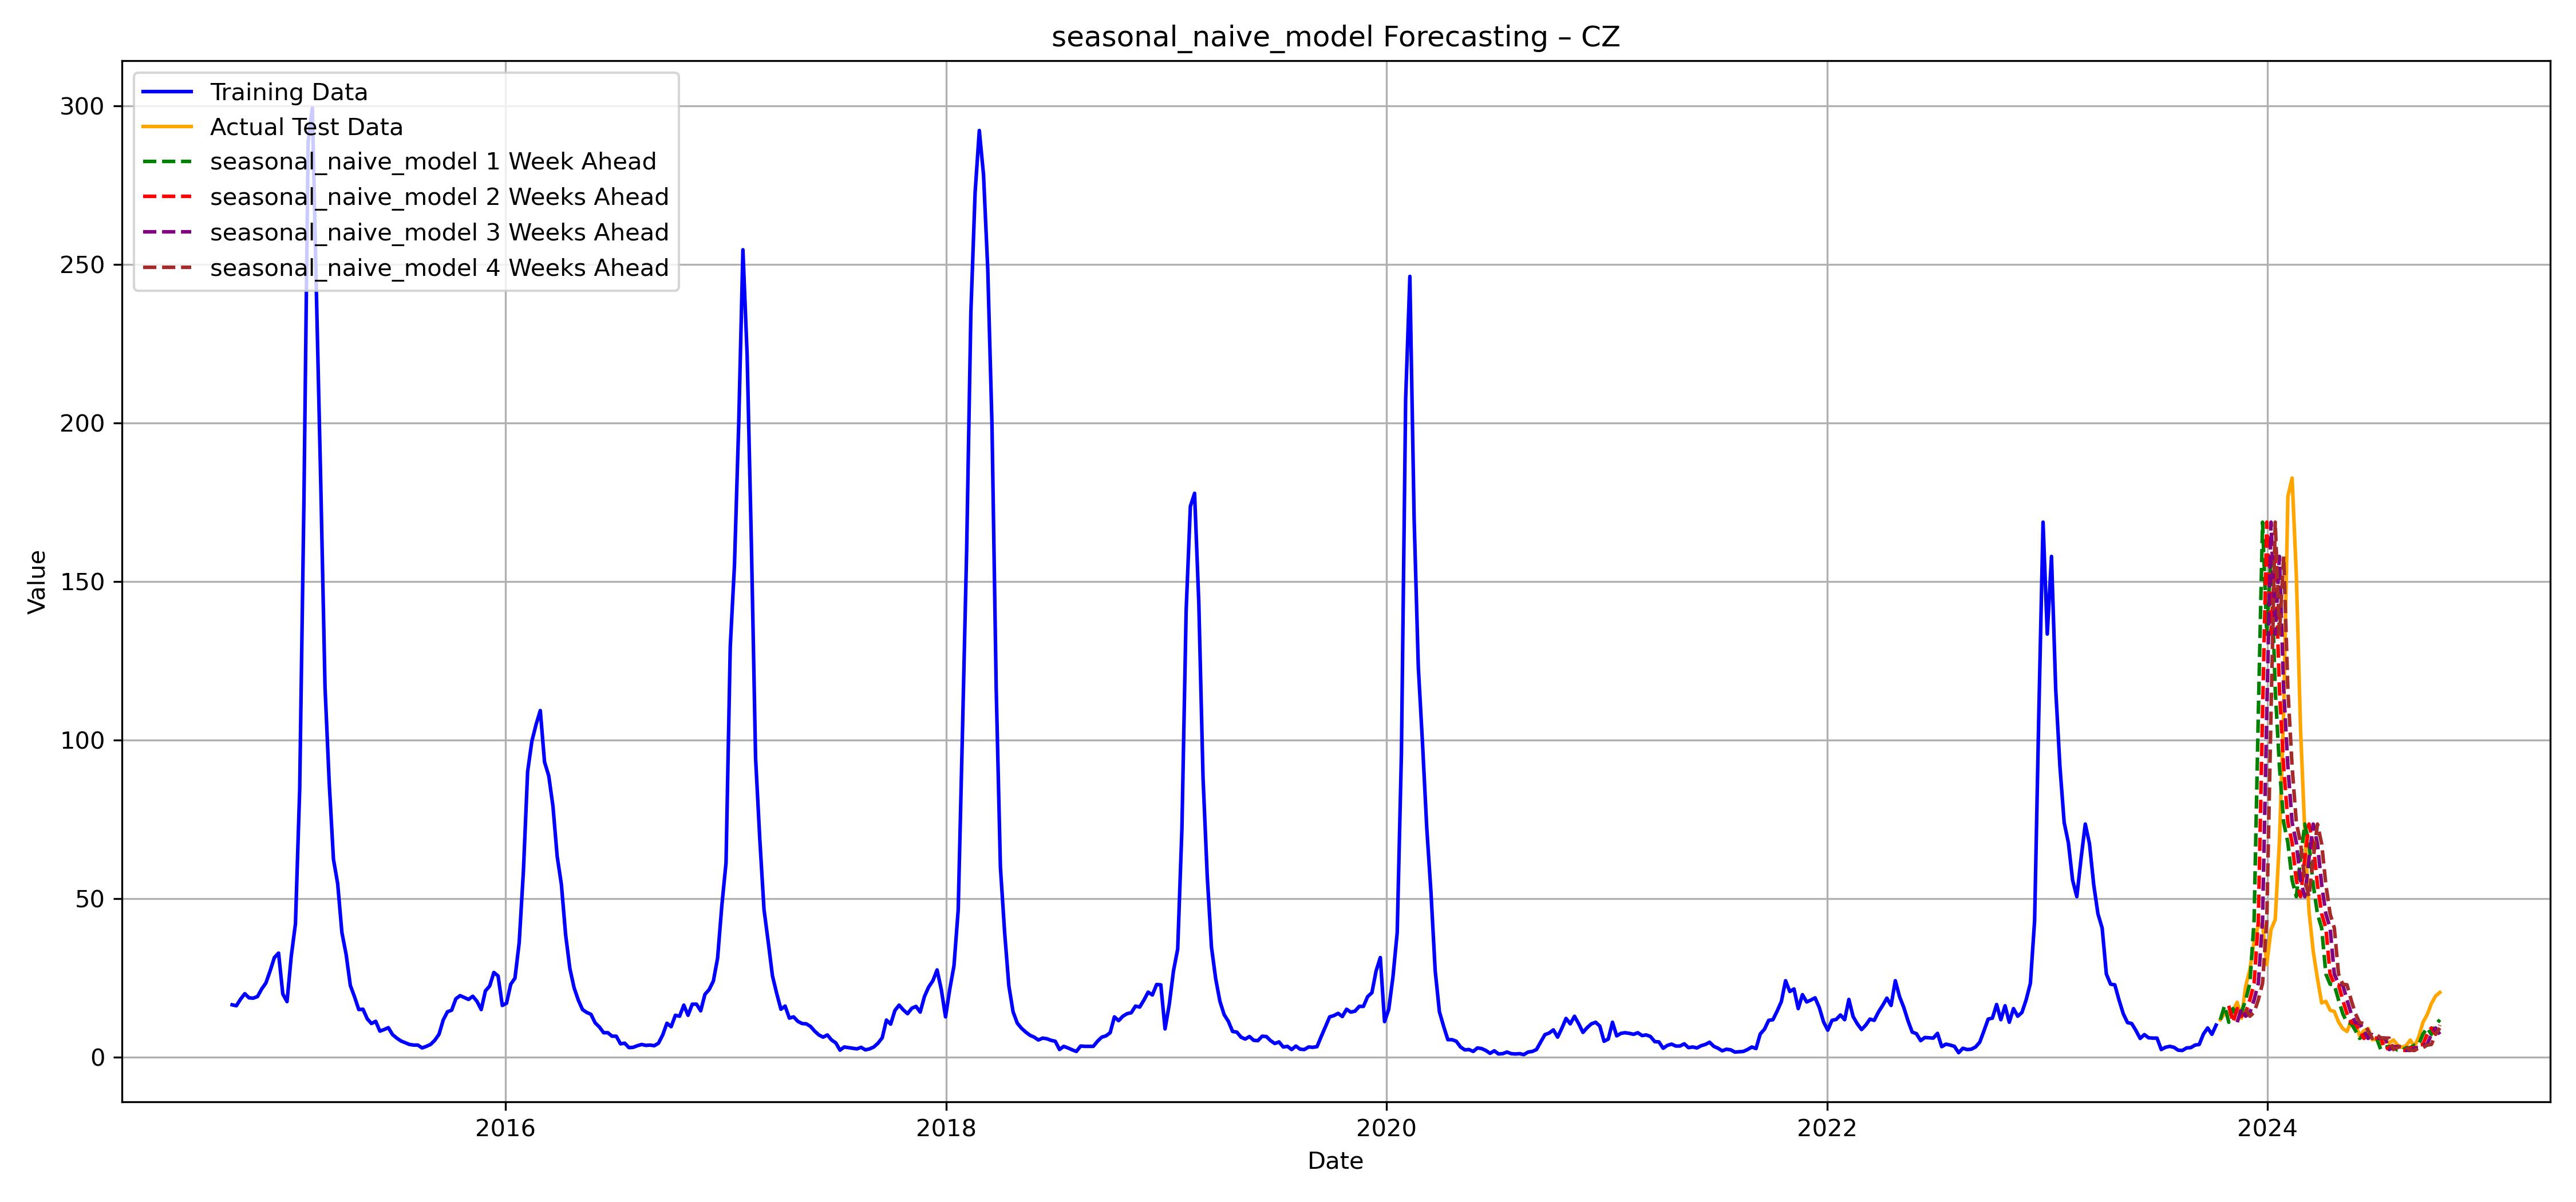 seasonal_naive_model Forecasting – CZ
Training Data
Actual Test Data
seasonal_naive_model 1 Week Ahead
seasonal_naive_model 2 Weeks Ahead
seasonal_naive_model 3 Weeks Ahead
seasonal_naive_model 4 Weeks Ahead
300
250
200
150
100
50
0
Value
2016
2018
2020
2022
2024
Date